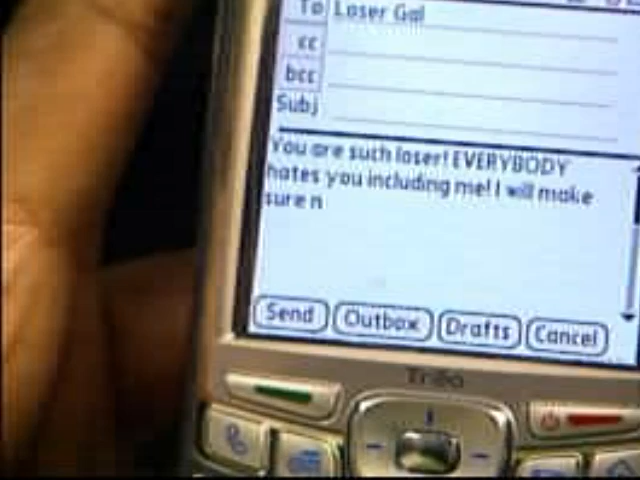 To Loser Gal
cc
bcc
Subj
You are such loser! EVERYBODY
hates you including me! I will make
sure n
Send Outbox Drafts Cancel
Treo